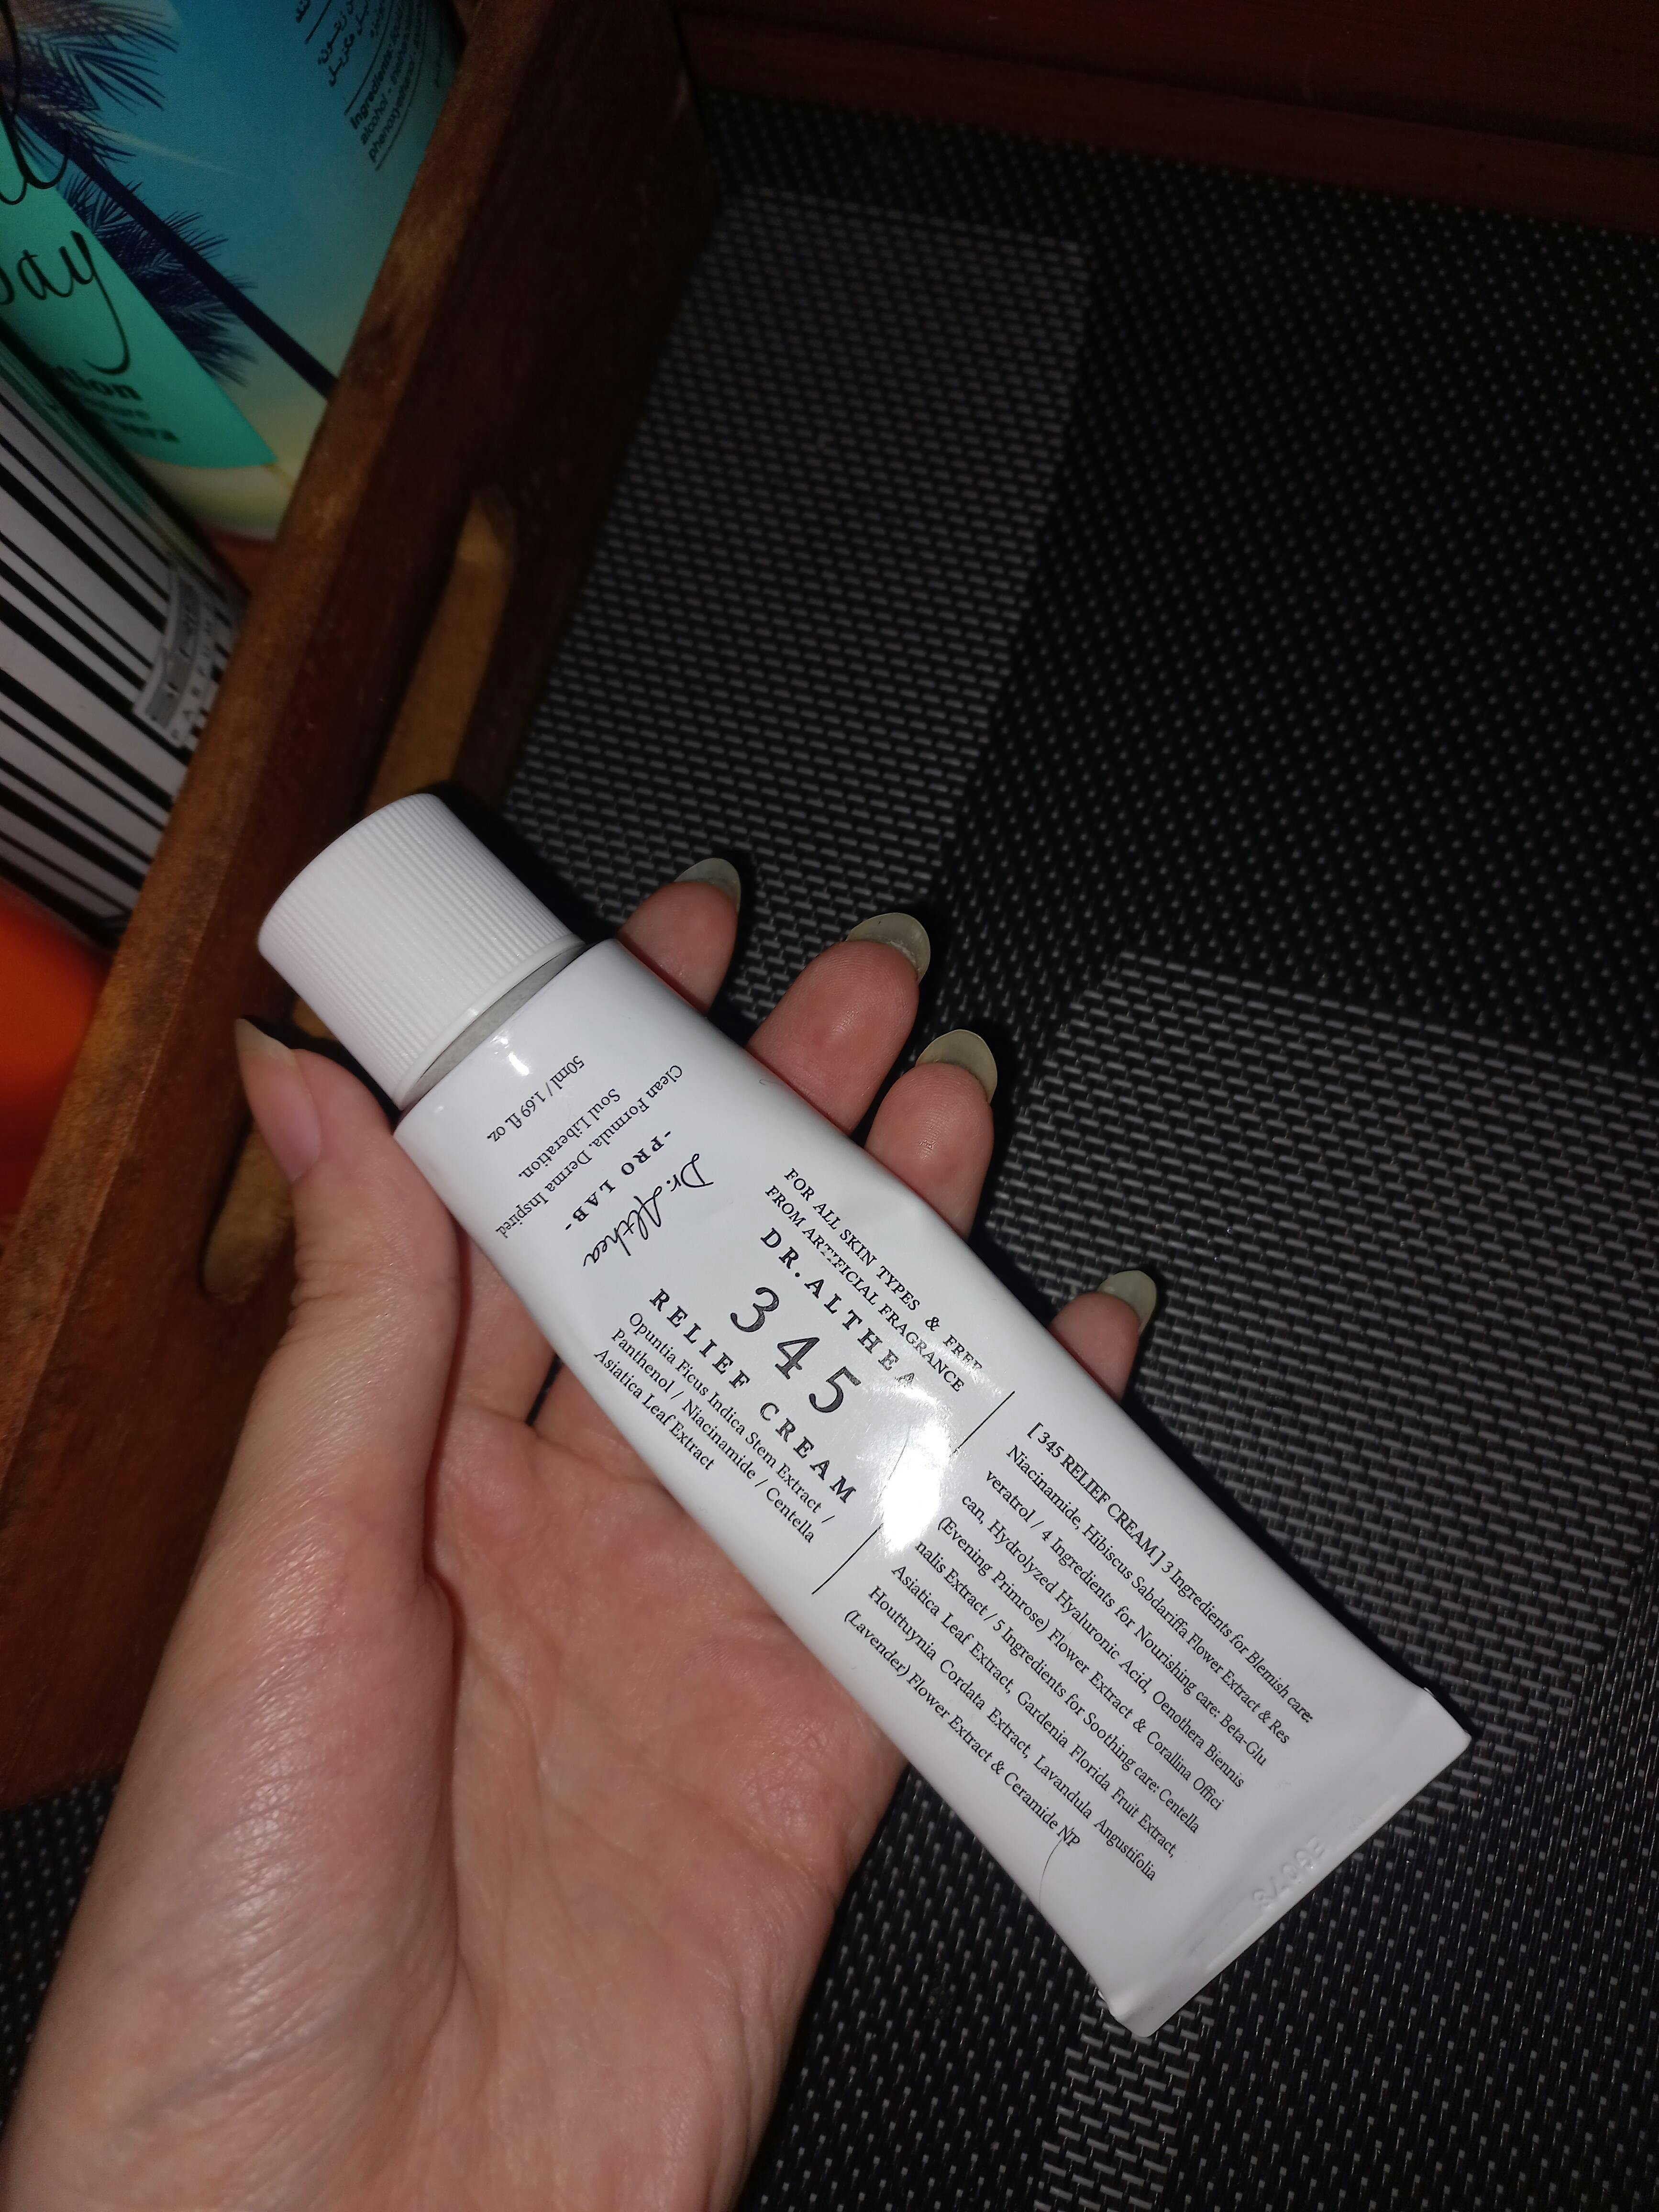 50ml / 1.69 fl. oz.
Clean Formula, Derma Inspired,
Soul Liberation.
-PRO LAB-
Dr. Althea
FOR ALL SKIN TYPES & FREE
FROM ARTIFICIAL FRAGRANCE
DR. ALTHEA
345
RELIEF CREAM
Opuntia Ficus Indica Stem Extract /
Panthenol / Niacinamide / Centella
Asiatica Leaf Extract
[ 345 RELIEF CREAM ] 3 Ingredients for Blemish care:
Niacinamide, Hibiscus Sabdariffa Flower Extract & Res
veratrol / 4 Ingredients for Nourishing care: Beta-Glu
can, Hydrolyzed Hyaluronic Acid, Oenothera Biennis
(Evening Primrose) Flower Extract & Corallina Offici
nalis Extract / 5 Ingredients for Soothing care: Centella
Asiatica Leaf Extract, Gardenia Florida Fruit Extract,
Houttuynia Cordata Extract, Lavandula Angustifolia
(Lavender) Flower Extract & Ceramide NP
Ingredients:
alcohol
phenoxyethanol